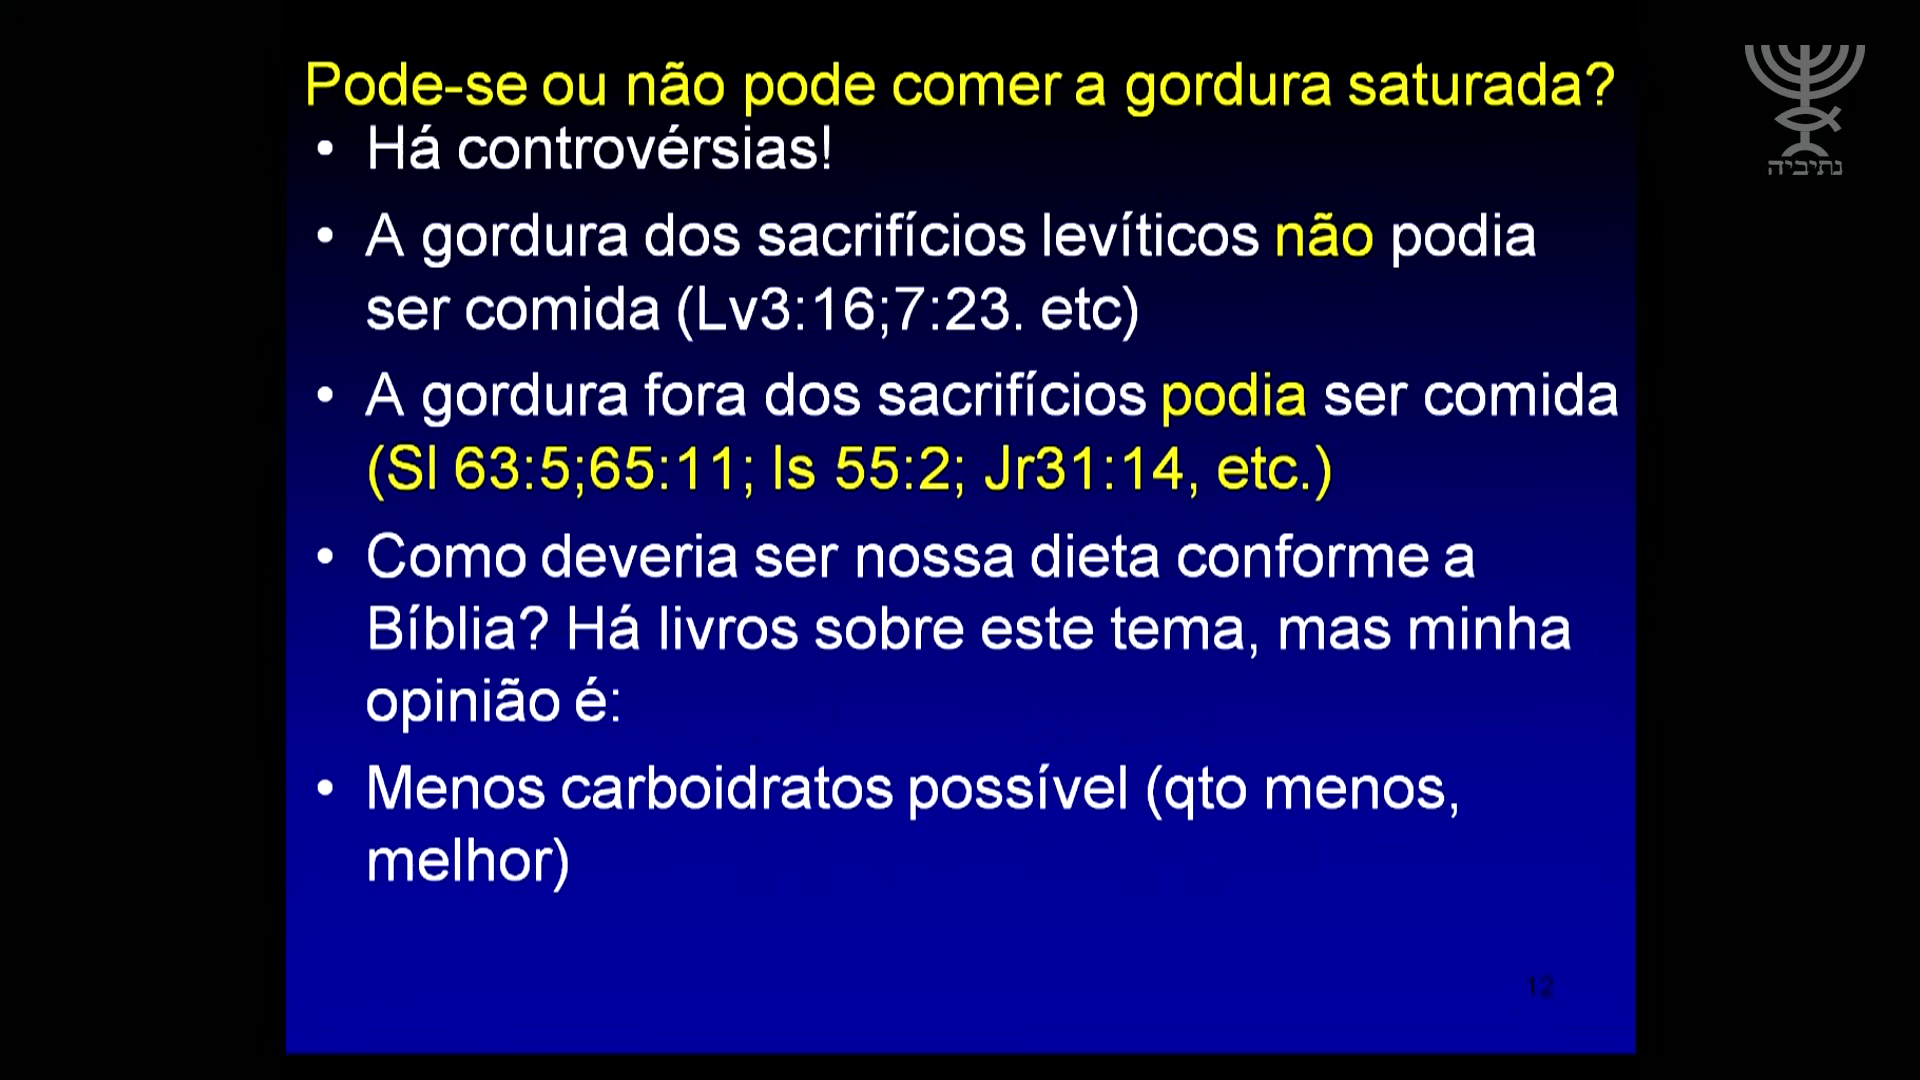 Pode-se ou não pode comer a gordura saturada?
• Há controvérsias!
• A gordura dos sacrifícios levíticos não podia
ser comida (Lv3:16;7:23. etc)
• A gordura fora dos sacrifícios podia ser comida
(Sl 63:5;65:11; Is 55:2; Jr31:14, etc.)
• Como deveria ser nossa dieta conforme a
Bíblia? Há livros sobre este tema, mas minha
opinião é:
• Menos carboidratos possível (qto menos,
melhor)
12
נתיביה